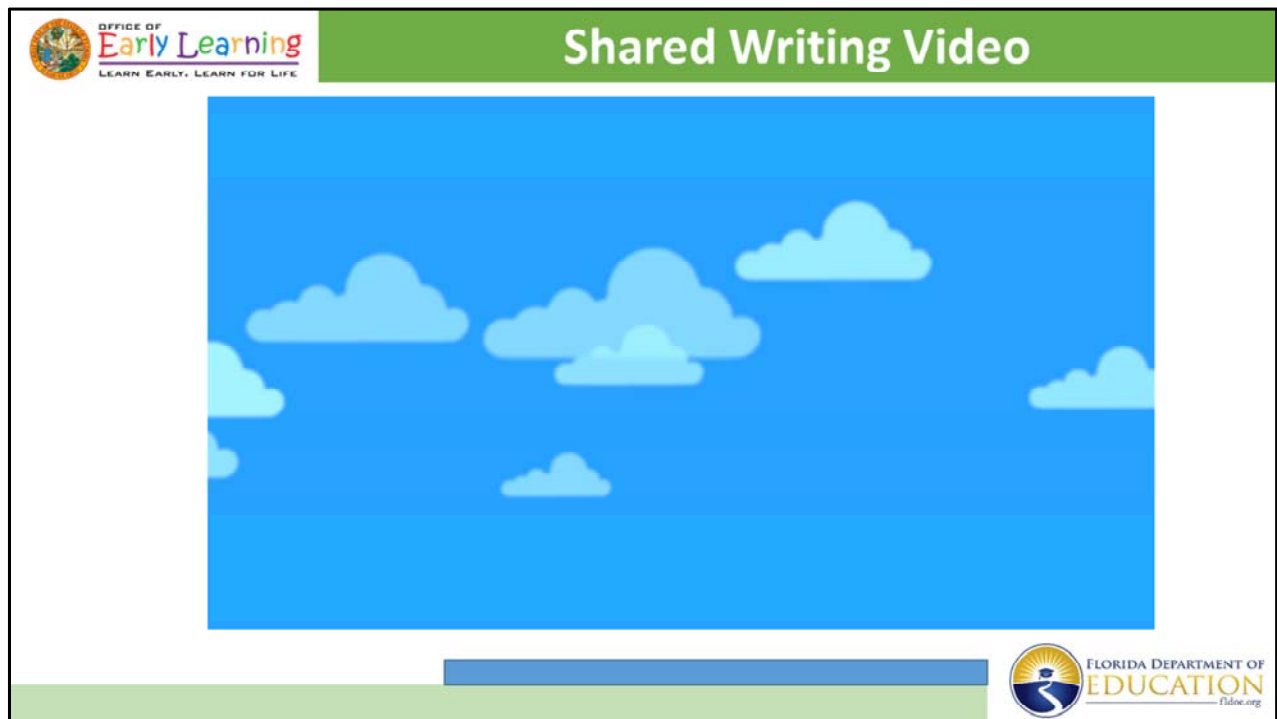 OFFICE OF
Early Learning
LEARN EARLY. LEARN FOR LIFE
Shared Writing Video
FLORIDA DEPARTMENT OF
EDUCATION
fldoe.org